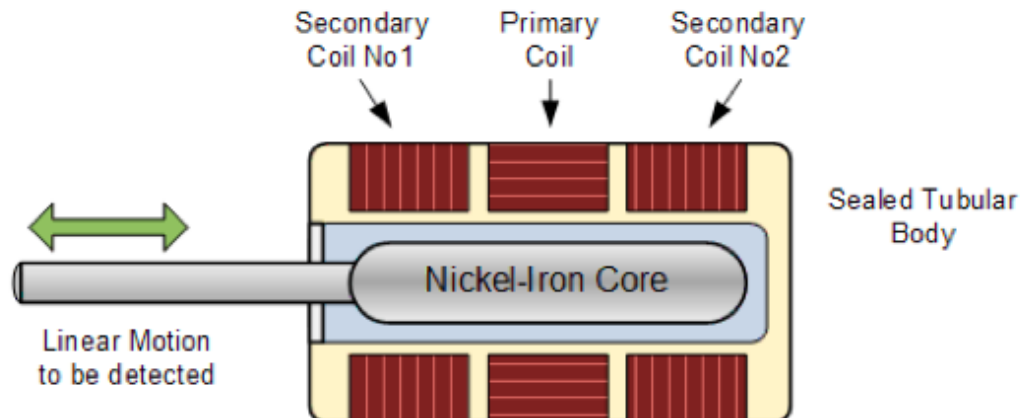 Secondary
Coil No1
Primary
Coil
Secondary
Coil No2
Sealed Tubular
Body
Nickel-Iron Core
Linear Motion
to be detected